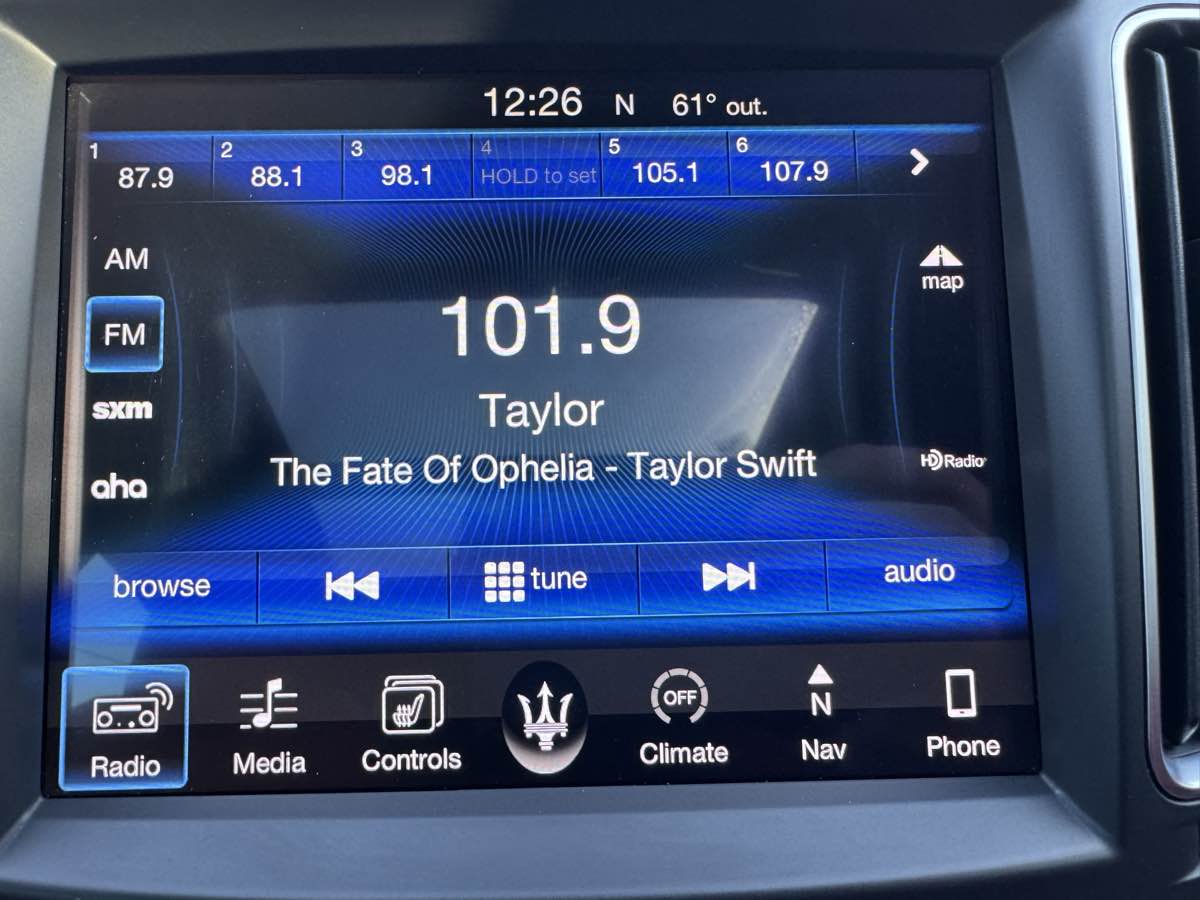 12:26 N 61° out.
1 2 3 4 5 6
87.9 88.1 98.1 HOLD to set 105.1 107.9
AM
map
FM
101.9
sxm
Taylor
The Fate Of Ophelia - Taylor Swift
HD Radio
aha
browse tune audio
OFF
N
Radio Media Controls Climate Nav Phone